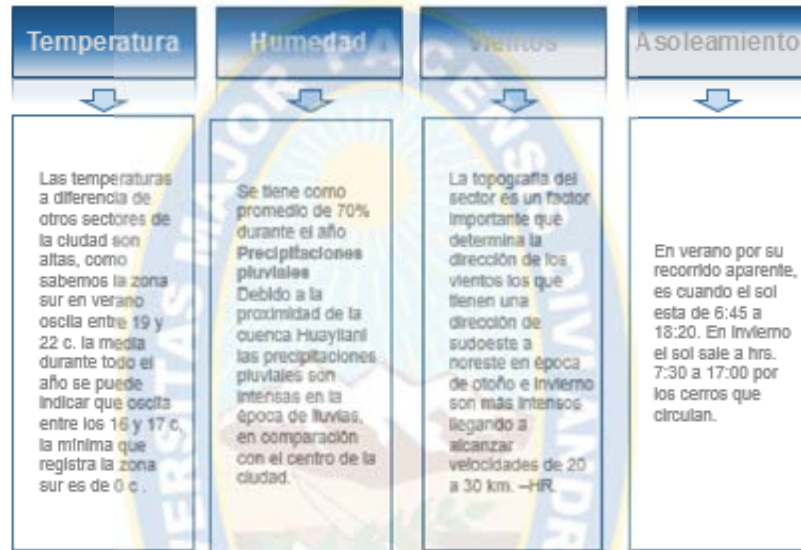 Temperatura
Las temperaturas
a diferencia de
otros sectores de
la ciudad son
altas, como
sabemos la zona
sur en verano
oscila entre 19 y
22 c. la media
durante todo el
año se puede
indicar que oscila
entre los 16 y 17 c,
la mínima que
registra la zona
sur es de 0 c .
Humedad
Se tiene como
promedio de 70%
durante el año
Precipitaciones
pluviales
Debido a la
proximidad de la
cuenca Huayllani
las precipitaciones
pluviales son
intensas en la
época de lluvias,
en comparación
con el centro de la
ciudad.
Vientos
La topografía del
sector es un factor
importante que
determina la
dirección de los
vientos los que
tienen una
dirección de
sudoeste a
noreste en época
de otoño e invierno
son más intensos
llegando a
alcanzar
velocidades de 20
a 30 km. –HR.
Asoleamiento
En verano por su
recorrido aparente,
es cuando el sol
esta de 6:45 a
18:20. En invierno
el sol sale a hrs.
7:30 a 17:00 por
los cerros que
circulan.
MAJOR PACENSIS DIVI ANDR